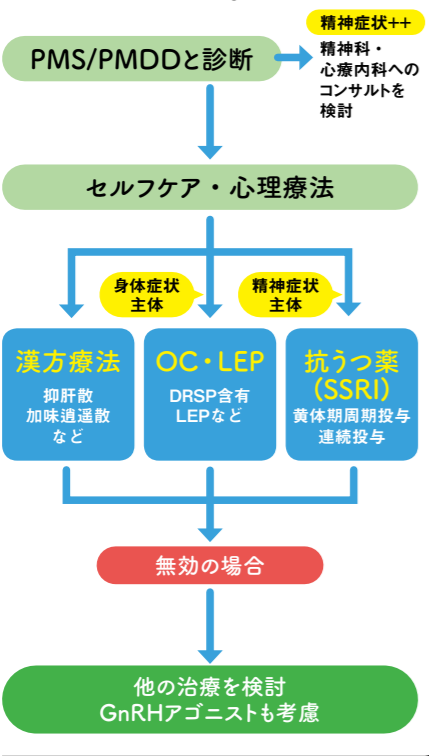 精神症状++
PMS/PMDDと診断
精神科・
心療内科への
コンサルトを
検討
セルフケア・心理療法
身体症状
主体
精神症状
主体
漢方療法
抑肝散
加味逍遥散
など
OC・LEP
DRSP含有
LEPなど
抗うつ薬
(SSRI)
黄体期周期投与
連続投与
無効の場合
他の治療を検討
GnRHアゴニストも考慮